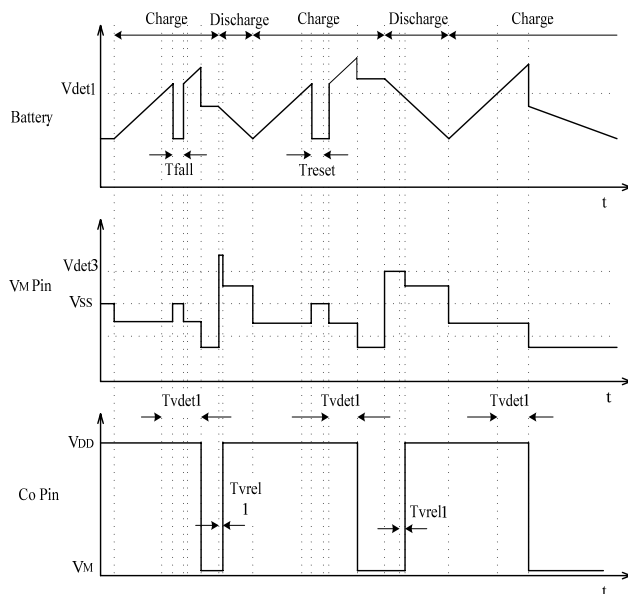 Charge Discharge Charge Discharge Charge
Vdet1
Battery
Tfall Treset
t
Vdet3
VM Pin
VSS
t
Tvdet1 Tvdet1 Tvdet1
VDD
Co Pin
Tvrel
1
Tvrel1
VM
t